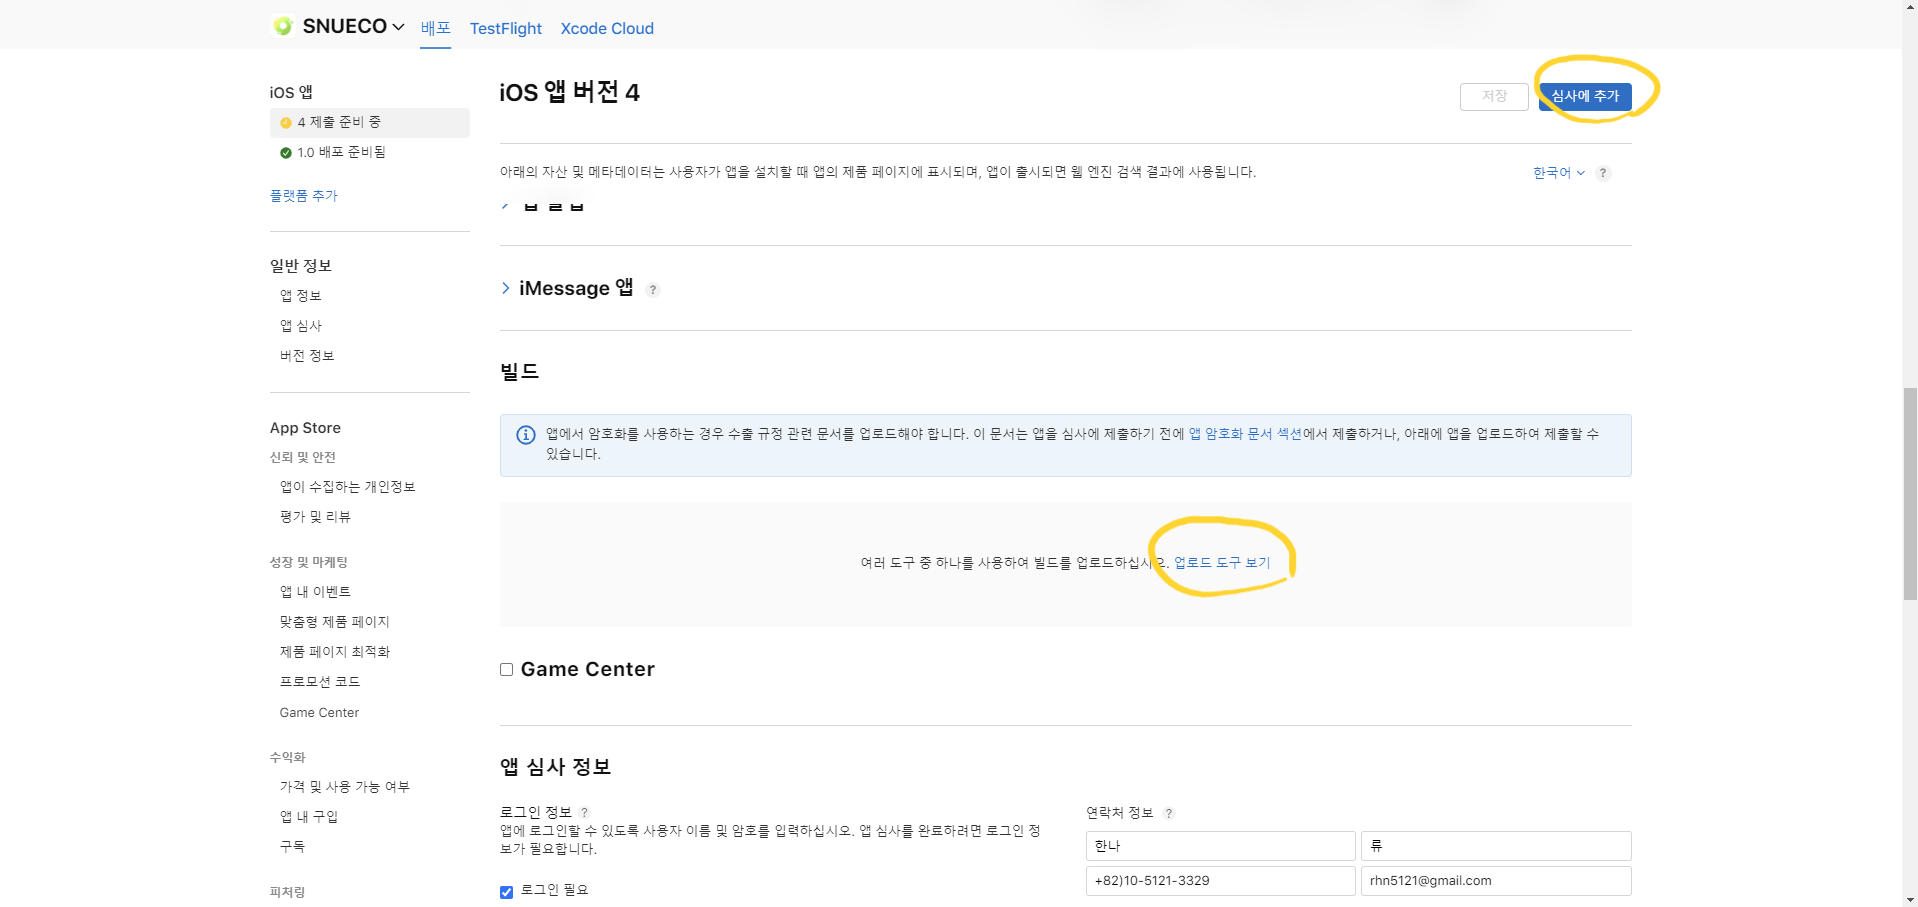 SNUECO
배포
TestFlight
Xcode Cloud
iOS 앱
4 제출 준비 중
1.0 배포 준비됨
플랫폼 추가
일반 정보
앱 정보
앱 심사
버전 정보
App Store
신뢰 및 안전
앱이 수집하는 개인정보
평가 및 리뷰
성장 및 마케팅
앱 내 이벤트
맞춤형 제품 페이지
제품 페이지 최적화
프로모션 코드
Game Center
수익화
가격 및 사용 가능 여부
앱 내 구입
구독
피처링
iOS 앱 버전 4
저장
심사에 추가
아래의 자산 및 메타데이터는 사용자가 앱을 설치할 때 앱의 제품 페이지에 표시되며, 앱이 출시되면 웹 엔진 검색 결과에 사용됩니다.
한국어 ?
iMessage 앱 ?
빌드
앱에서 암호화를 사용하는 경우 수출 규정 관련 문서를 업로드해야 합니다. 이 문서는 앱을 심사에 제출하기 전에 앱 암호화 문서 섹션에서 제출하거나, 아래에 앱을 업로드하여 제출할 수
있습니다.
여러 도구 중 하나를 사용하여 빌드를 업로드하십시오. 업로드 도구 보기
Game Center
앱 심사 정보
로그인 정보 ?
앱에 로그인할 수 있도록 사용자 이름 및 암호를 입력하십시오. 앱 심사를 완료하려면 로그인 정
보가 필요합니다.
로그인 필요
연락처 정보 ?
한나
류
+82)10-5121-3329
rhn5121@gmail.com